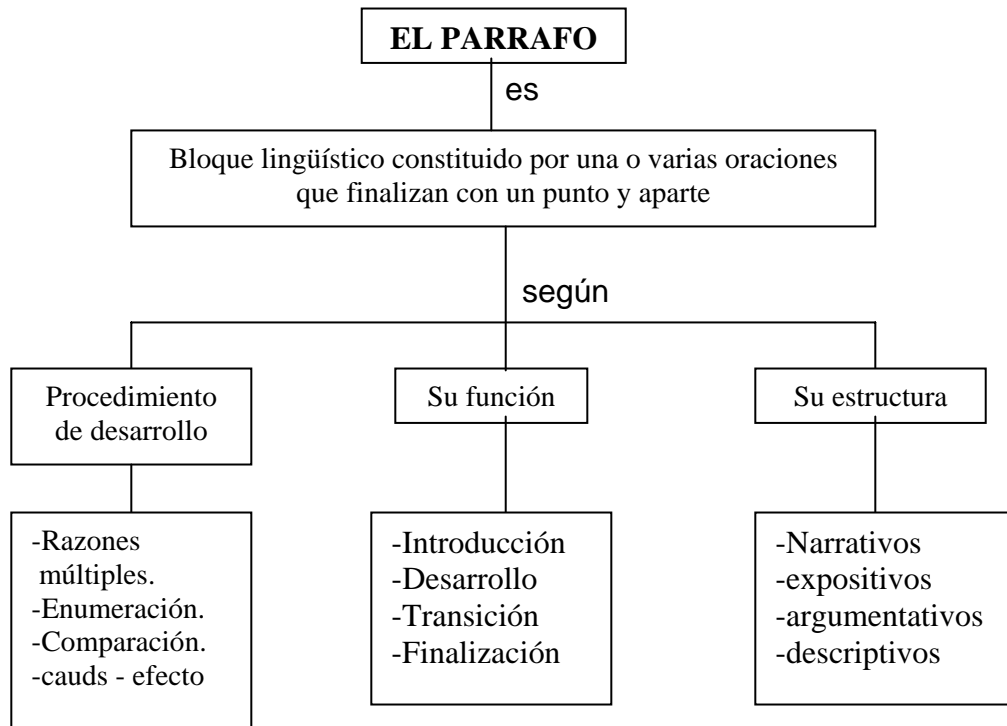 EL PARRAFO
es
Bloque lingüístico constituido por una o varias oraciones
que finalizan con un punto y aparte
según
Procedimiento
de desarrollo
-Razones
múltiples.
-Enumeración.
-Comparación.
-cauds - efecto
Su función
-Introducción
-Desarrollo
-Transición
-Finalización
Su estructura
-Narrativos
-expositivos
-argumentativos
-descriptivos